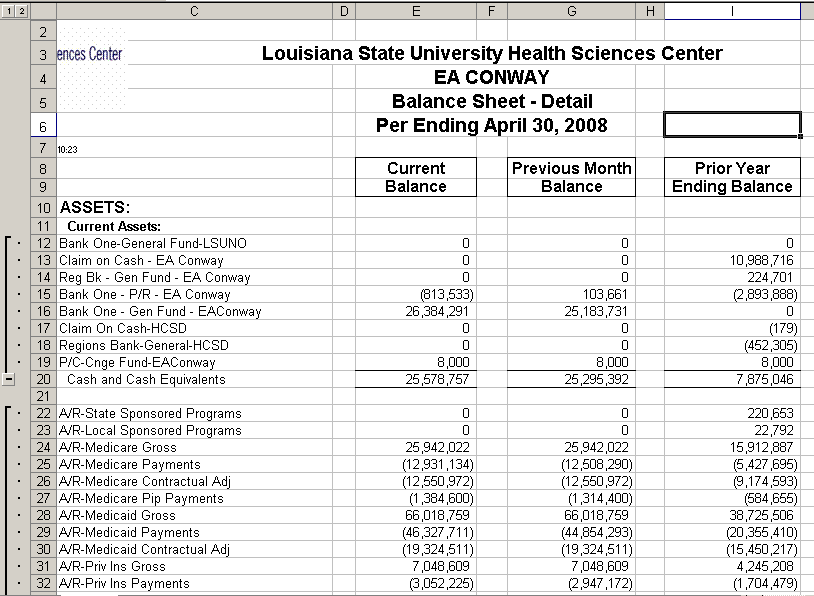 1 2 C D E F G H I
2
3 ences Center Louisiana State University Health Sciences Center
4 EA CONWAY
5 Balance Sheet - Detail
6 Per Ending April 30, 2008
7 10:23
8 Current Previous Month Prior Year
9 Balance Balance Ending Balance
10 ASSETS:
11 Current Assets:
12 Bank One-General Fund-LSUNO 0 0 0
13 Claim on Cash - EA Conway 0 0 10,988,716
14 Reg Bk - Gen Fund - EA Conway 0 0 224,701
15 Bank One - P/R - EA Conway (813,533) 103,661 (2,893,888)
16 Bank One - Gen Fund - EAConway 26,384,291 25,183,731 0
17 Claim On Cash-HCSD 0 0 (179)
18 Regions Bank-General-HCSD 0 0 (452,305)
19 P/C-Cnge Fund-EAConway 8,000 8,000 8,000
20 Cash and Cash Equivalents 25,578,757 25,295,392 7,875,046
21
22 A/R-State Sponsored Programs 0 0 220,653
23 A/R-Local Sponsored Programs 0 0 22,792
24 A/R-Medicare Gross 25,942,022 25,942,022 15,912,887
25 A/R-Medicare Payments (12,931,134) (12,508,290) (5,427,695)
26 A/R-Medicare Contractual Adj (12,550,972) (12,550,972) (9,174,593)
27 A/R-Medicare Pip Payments (1,384,600) (1,314,400) (584,655)
28 A/R-Medicaid Gross 66,018,759 66,018,759 38,725,506
29 A/R-Medicaid Payments (46,327,711) (44,854,293) (20,355,410)
30 A/R-Medicaid Contractual Adj (19,324,511) (19,324,511) (15,450,217)
31 A/R-Priv Ins Gross 7,048,609 7,048,609 4,245,208
32 A/R-Priv Ins Payments (3,052,225) (2,947,172) (1,704,479)